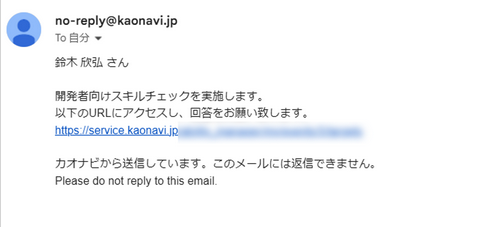 no-reply@kaonavi.jp
To 自分
鈴木 欣弘 さん
開発者向けスキルチェックを実施します。
以下のURLにアクセスし、回答をお願い致します。
https://service.kaonavi.jp
カオナビから送信しています。このメールには返信できません。
Please do not reply to this email.